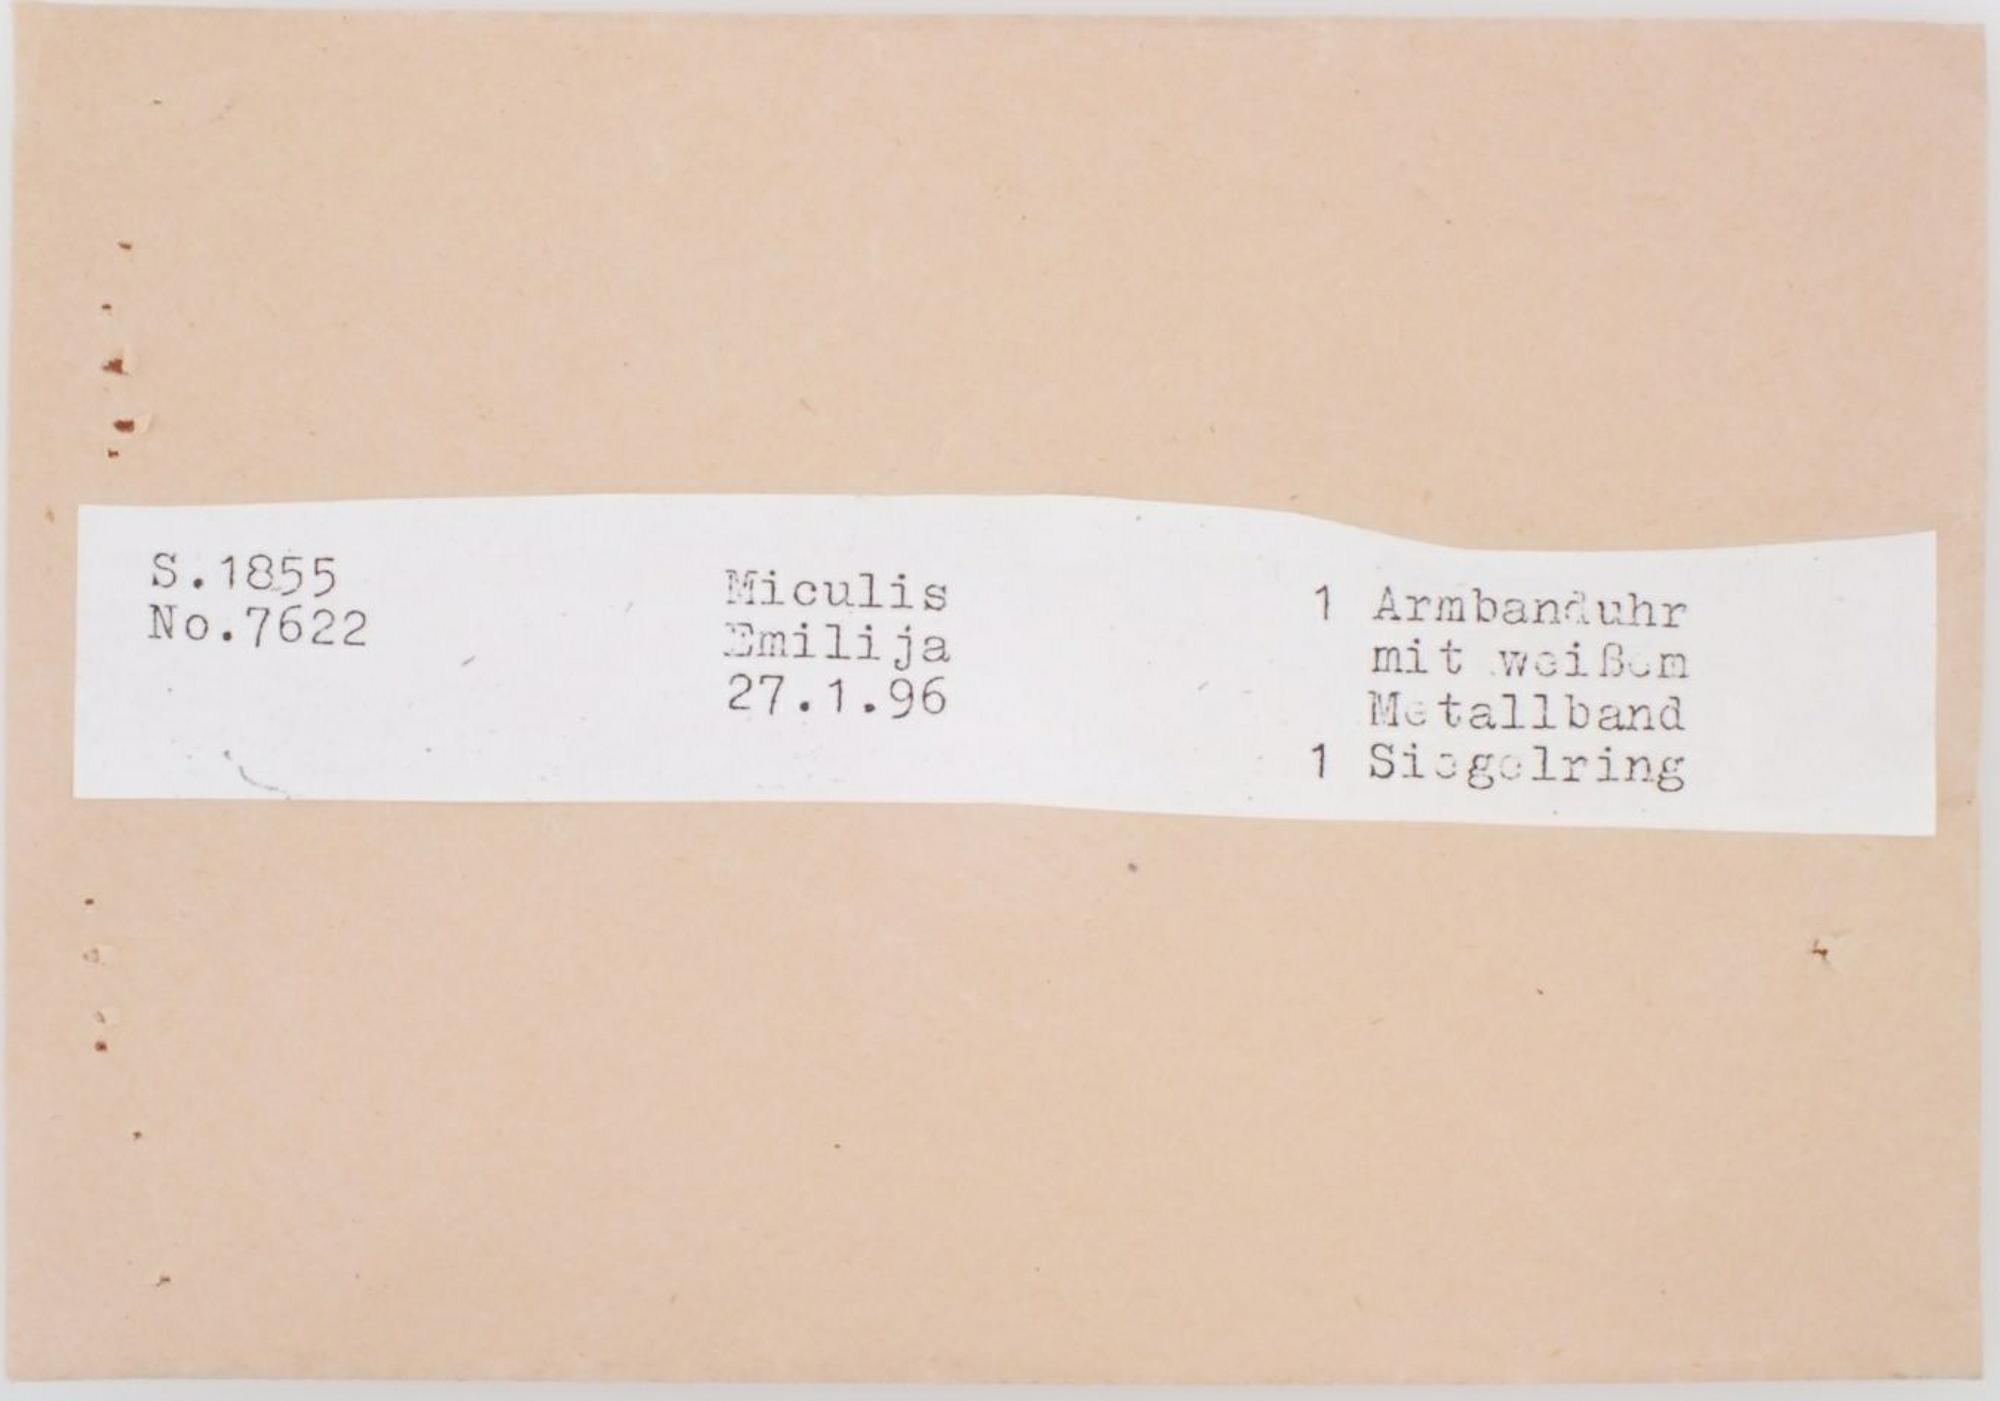 S.1855
No.7622
Miculis
Emilija
27.1.96
1 Armbanduhr
mit weißem
Metallband
1 Siegelring